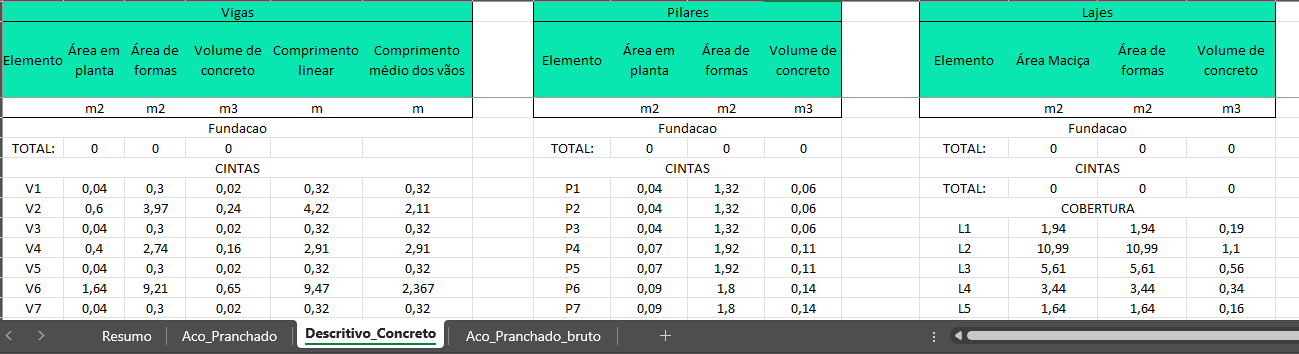 Vigas Pilares Lajes
Elemento Área em planta Área de formas Volume de concreto Comprimento linear Comprimento médio dos vãos Elemento Área em planta Área de formas Volume de concreto Elemento Área Maciça Área de formas Volume de concreto
m2 m2 m3 m m m2 m2 m3 m2 m2 m3
Fundacao Fundacao Fundacao
TOTAL: 0 0 0 TOTAL: 0 0 0 TOTAL: 0 0 0
CINTAS CINTAS CINTAS
V1 0,04 0,3 0,02 0,32 0,32 P1 0,04 1,32 0,06 TOTAL: 0 0 0
V2 0,6 3,97 0,24 4,22 2,11 P2 0,04 1,32 0,06 COBERTURA
V3 0,04 0,3 0,02 0,32 0,32 P3 0,04 1,32 0,06 L1 1,94 1,94 0,19
V4 0,4 2,74 0,16 2,91 2,91 P4 0,07 1,92 0,11 L2 10,99 10,99 1,1
V5 0,04 0,3 0,02 0,32 0,32 P5 0,07 1,92 0,11 L3 5,61 5,61 0,56
V6 1,64 9,21 0,65 9,47 2,367 P6 0,09 1,8 0,14 L4 3,44 3,44 0,34
V7 0,04 0,3 0,02 0,32 0,32 P7 0,09 1,8 0,14 L5 1,64 1,64 0,16
Resumo Aco_Pranchado Descritivo_Concreto Aco_Pranchado_bruto